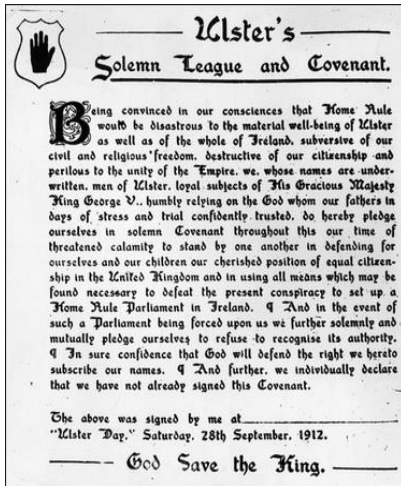 Ulster's
Solemn League and Covenant.
Being convinced in our consciences that Home Rule
would be disastrous to the material well-being of Ulster
as well as of the whole of Ireland, subversive of our
civil and religious freedom, destructive of our citizenship and
perilous to the unity of the Empire, we, whose names are under-
written, men of Ulster, loyal subjects of His Gracious Majesty
King George V., humbly relying on the God whom our fathers in
days of stress and trial confidently trusted, do hereby pledge
ourselves in solemn Covenant throughout this our time of
threatened calamity to stand by one another in defending for
ourselves and our children our cherished position of equal citizen-
ship in the United Kingdom and in using all means which may be
found necessary to defeat the present conspiracy to set up a
Home Rule Parliament in Ireland. ¶ And in the event of
such a Parliament being forced upon us we further solemnly and
mutually pledge ourselves to refuse to recognise its authority.
¶ In sure confidence that God will defend the right we hereto
subscribe our names. ¶ And further, we individually declare
that we have not already signed this Covenant.
The above was signed by me at
"Ulster Day," Saturday, 28th September, 1912.
God Save the King.